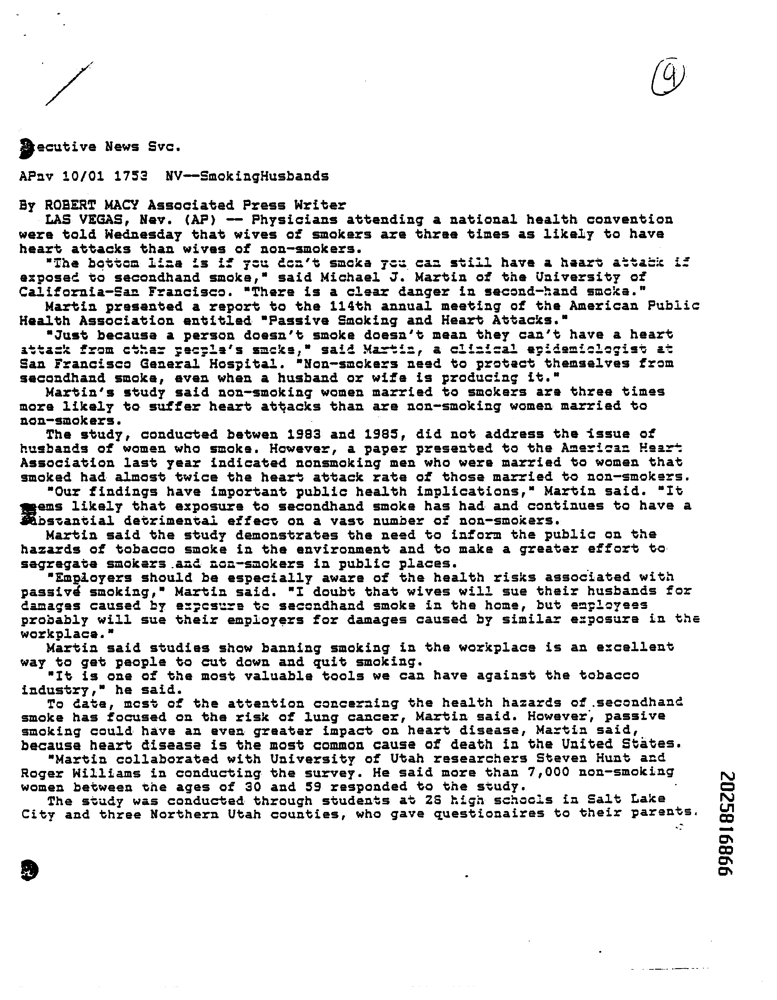 9
ecutive News Svc.
APnv 10/01 1753 NV--SmokingHusbands
By ROBERT MACY Associated Press Writer
LAS VEGAS, Nev. (AP) -- Physicians attending a national health convention
were told Wednesday that wives of smokers are three times as likely to have
heart attacks than wives of non-smokers.
"The bottom line is if you don't smoke you can still have a heart attack if
exposed to secondhand smoke," said Michael J. Martin of the University of
California-San Francisco. "There is a clear danger in second-hand smoke."
Martin presented a report to the 114th annual meeting of the American Public
Health Association entitled "Passive Smoking and Heart Attacks."
"Just because a person doesn't smoke doesn't mean they can't have a heart
attack from other people's smoke," said Martin, a clinical epidemiologist at
San Francisco General Hospital. "Non-smokers need to protect themselves from
secondhand smoke, even when a husband or wife is producing it."
Martin's study said non-smoking women married to smokers are three times
more likely to suffer heart attacks than are non-smoking women married to
non-smokers.
The study, conducted betwen 1983 and 1985, did not address the issue of
husbands of women who smoke. However, a paper presented to the American Heart
Association last year indicated nonsmoking men who were married to women that
smoked had almost twice the heart attack rate of those married to non-smokers.
"Our findings have important public health implications," Martin said. "It
ems likely that exposure to secondhand smoke has had and continues to have a
substantial detrimental effect on a vast number of non-smokers.
Martin said the study demonstrates the need to inform the public on the
hazards of tobacco smoke in the environment and to make a greater effort to
segregate smokers and non-smokers in public places.
"Employers should be especially aware of the health risks associated with
passive smoking," Martin said. "I doubt that wives will sue their husbands for
damages caused by exposure to secondhand smoke in the home, but employees
probably will sue their employers for damages caused by similar exposure in the
workplace."
Martin said studies show banning smoking in the workplace is an excellent
way to get people to cut down and quit smoking.
"It is one of the most valuable tools we can have against the tobacco
industry," he said.
To date, most of the attention concerning the health hazards of secondhand
smoke has focused on the risk of lung cancer, Martin said. However, passive
smoking could have an even greater impact on heart disease, Martin said,
because heart disease is the most common cause of death in the United States.
"Martin collaborated with University of Utah researchers Steven Hunt and
Roger Williams in conducting the survey. He said more than 7,000 non-smoking
women between the ages of 30 and 59 responded to the study.
The study was conducted through students at 28 high schools in Salt Lake
City and three Northern Utah counties, who gave questionaires to their parents.
2025816866